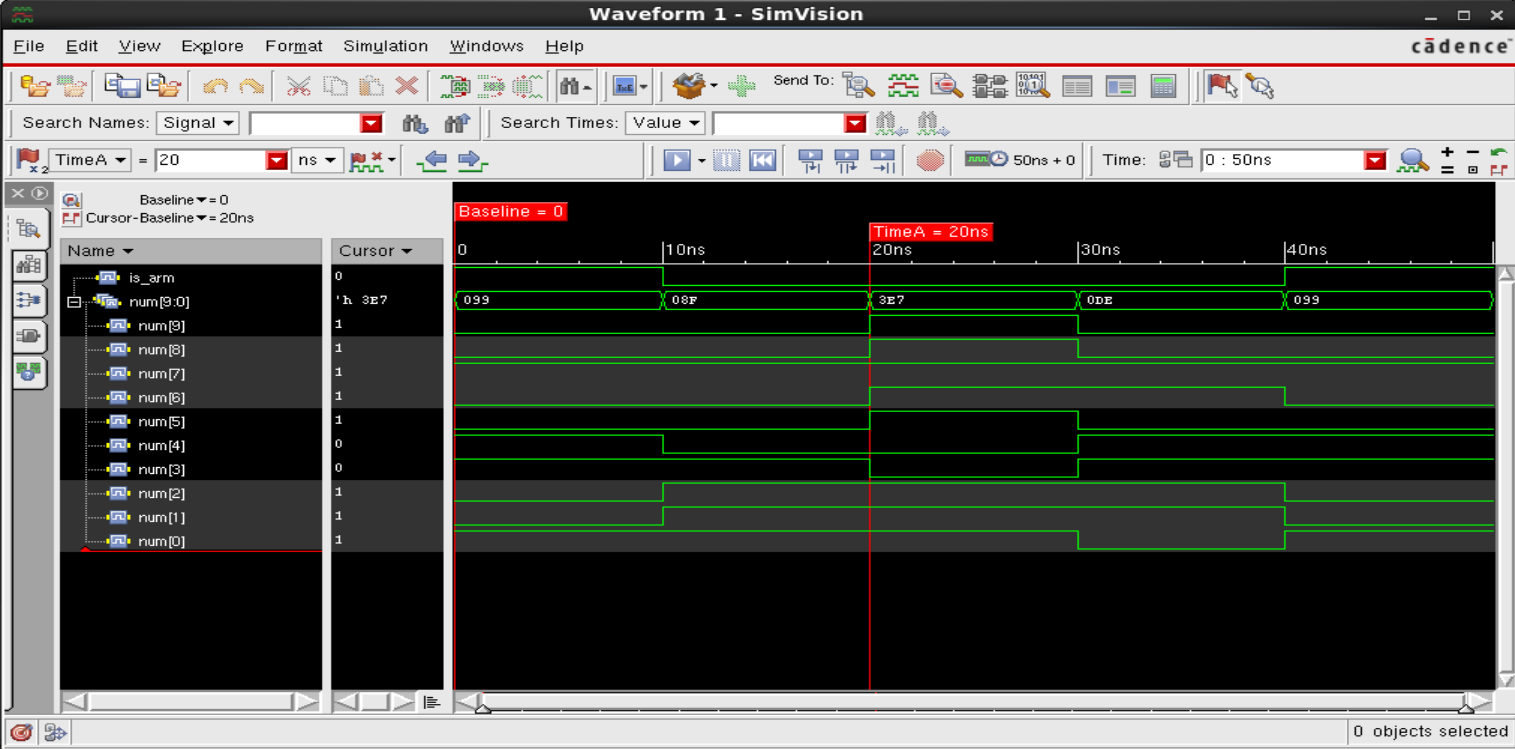 Waveform 1 - SimVision
File Edit View Explore Format Simulation Windows Help cādence
Send To:
Search Names: Signal Search Times: Value
TimeA = 20 ns 50ns + 0 Time: 0 : 50ns
Baseline = 0
Cursor-Baseline = 20ns
Baseline = 0
TimeA = 20ns
Name Cursor 0 10ns 20ns 30ns 40ns
is_arm 0
num[9:0] 'h 3E7 099 08F 3E7 0DE 099
num[9] 1
num[8] 1
num[7] 1
num[6] 1
num[5] 1
num[4] 0
num[3] 0
num[2] 1
num[1] 1
num[0] 1
0 objects selected